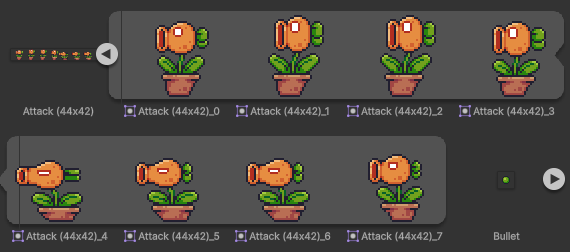 Attack (44x42)
Attack (44x42)_0
Attack (44x42)_1
Attack (44x42)_2
Attack (44x42)_3
Attack (44x42)_4
Attack (44x42)_5
Attack (44x42)_6
Attack (44x42)_7
Bullet